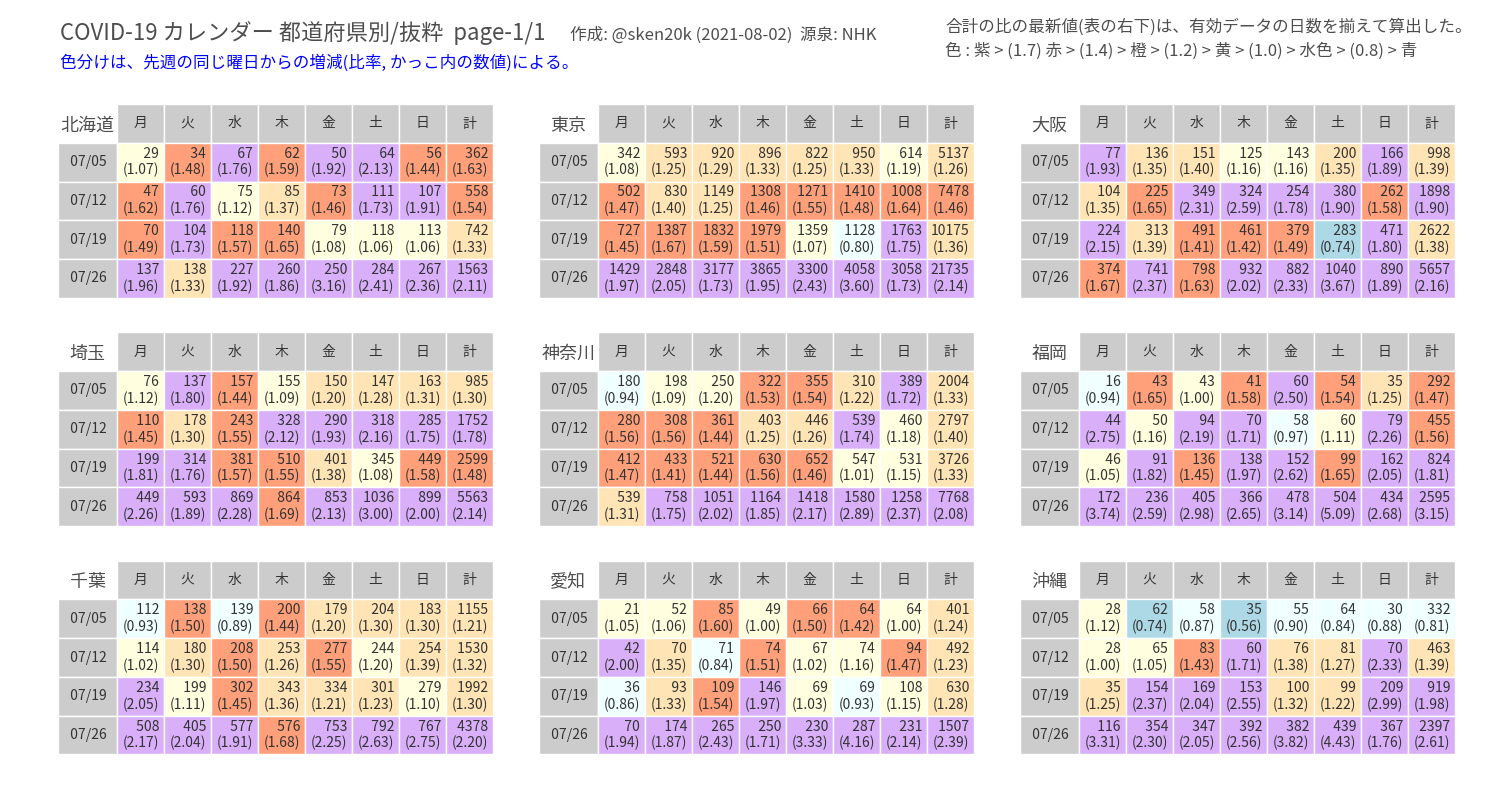 COVID-19 カレンダー 都道府県別/抜粋 page-1/1 作成: @sken20k (2021-08-02) 源泉: NHK
色分けは、先週の同じ曜日からの増減(比率, かっこ内の数値)による。
合計の比の最新値(表の右下)は、有効データの日数を揃えて算出した。
色 : 紫 > (1.7) 赤 > (1.4) > 橙 > (1.2) > 黄 > (1.0) > 水色 > (0.8) > 青
北海道 月 火 水 木 金 土 日 計
07/05 29 34 67 62 50 64 56 362
(1.07) (1.48) (1.76) (1.59) (1.92) (2.13) (1.44) (1.63)
07/12 47 60 75 85 73 111 107 558
(1.62) (1.76) (1.12) (1.37) (1.46) (1.73) (1.91) (1.54)
07/19 70 104 118 140 79 118 113 742
(1.49) (1.73) (1.57) (1.65) (1.08) (1.06) (1.06) (1.33)
07/26 137 138 227 260 250 284 267 1563
(1.96) (1.33) (1.92) (1.86) (3.16) (2.41) (2.36) (2.11)
東京 月 火 水 木 金 土 日 計
07/05 342 593 920 896 822 950 614 5137
(1.08) (1.25) (1.29) (1.33) (1.25) (1.33) (1.19) (1.26)
07/12 502 830 1149 1308 1271 1410 1008 7478
(1.47) (1.40) (1.25) (1.46) (1.55) (1.48) (1.64) (1.46)
07/19 727 1387 1832 1979 1359 1128 1763 10175
(1.45) (1.67) (1.59) (1.51) (1.07) (0.80) (1.75) (1.36)
07/26 1429 2848 3177 3865 3300 4058 3058 21735
(1.97) (2.05) (1.73) (1.95) (2.43) (3.60) (1.73) (2.14)
大阪 月 火 水 木 金 土 日 計
07/05 77 136 151 125 143 200 166 998
(1.93) (1.35) (1.40) (1.16) (1.16) (1.35) (1.89) (1.39)
07/12 104 225 349 324 254 380 262 1898
(1.35) (1.65) (2.31) (2.59) (1.78) (1.90) (1.58) (1.90)
07/19 224 313 491 461 379 283 471 2622
(2.15) (1.39) (1.41) (1.42) (1.49) (0.74) (1.80) (1.38)
07/26 374 741 798 932 882 1040 890 5657
(1.67) (2.37) (1.63) (2.02) (2.33) (3.67) (1.89) (2.16)
埼玉 月 火 水 木 金 土 日 計
07/05 76 137 157 155 150 147 163 985
(1.12) (1.80) (1.44) (1.09) (1.20) (1.28) (1.31) (1.30)
07/12 110 178 243 328 290 318 285 1752
(1.45) (1.30) (1.55) (2.12) (1.93) (2.16) (1.75) (1.78)
07/19 199 314 381 510 401 345 449 2599
(1.81) (1.76) (1.57) (1.55) (1.38) (1.08) (1.58) (1.48)
07/26 449 593 869 864 853 1036 899 5563
(2.26) (1.89) (2.28) (1.69) (2.13) (3.00) (2.00) (2.14)
神奈川 月 火 水 木 金 土 日 計
07/05 180 198 250 322 355 310 389 2004
(0.94) (1.09) (1.20) (1.53) (1.54) (1.22) (1.72) (1.33)
07/12 280 308 361 403 446 539 460 2797
(1.56) (1.56) (1.44) (1.25) (1.26) (1.74) (1.18) (1.40)
07/19 412 433 521 630 652 547 531 3726
(1.47) (1.41) (1.44) (1.56) (1.46) (1.01) (1.15) (1.33)
07/26 539 758 1051 1164 1418 1580 1258 7768
(1.31) (1.75) (2.02) (1.85) (2.17) (2.89) (2.37) (2.08)
福岡 月 火 水 木 金 土 日 計
07/05 16 43 43 41 60 54 35 292
(0.94) (1.65) (1.00) (1.58) (2.50) (1.54) (1.25) (1.47)
07/12 44 50 94 70 58 60 79 455
(2.75) (1.16) (2.19) (1.71) (0.97) (1.11) (2.26) (1.56)
07/19 46 91 136 138 152 99 162 824
(1.05) (1.82) (1.45) (1.97) (2.62) (1.65) (2.05) (1.81)
07/26 172 236 405 366 478 504 434 2595
(3.74) (2.59) (2.98) (2.65) (3.14) (5.09) (2.68) (3.15)
千葉 月 火 水 木 金 土 日 計
07/05 112 138 139 200 179 204 183 1155
(0.93) (1.50) (0.89) (1.44) (1.20) (1.30) (1.30) (1.21)
07/12 114 180 208 253 277 244 254 1530
(1.02) (1.30) (1.50) (1.26) (1.55) (1.20) (1.39) (1.32)
07/19 234 199 302 343 334 301 279 1992
(2.05) (1.11) (1.45) (1.36) (1.21) (1.23) (1.10) (1.30)
07/26 508 405 577 576 753 792 767 4378
(2.17) (2.04) (1.91) (1.68) (2.25) (2.63) (2.75) (2.20)
愛知 月 火 水 木 金 土 日 計
07/05 21 52 85 49 66 64 64 401
(1.05) (1.06) (1.60) (1.00) (1.50) (1.42) (1.00) (1.24)
07/12 42 70 71 74 67 74 94 492
(2.00) (1.35) (0.84) (1.51) (1.02) (1.16) (1.47) (1.23)
07/19 36 93 109 146 69 69 108 630
(0.86) (1.33) (1.54) (1.97) (1.03) (0.93) (1.15) (1.28)
07/26 70 174 265 250 230 287 231 1507
(1.94) (1.87) (2.43) (1.71) (3.33) (4.16) (2.14) (2.39)
沖縄 月 火 水 木 金 土 日 計
07/05 28 62 58 35 55 64 30 332
(1.12) (0.74) (0.87) (0.56) (0.90) (0.84) (0.88) (0.81)
07/12 28 65 83 60 76 81 70 463
(1.00) (1.05) (1.43) (1.71) (1.38) (1.27) (2.33) (1.39)
07/19 35 154 169 153 100 99 209 919
(1.25) (2.37) (2.04) (2.55) (1.32) (1.22) (2.99) (1.98)
07/26 116 354 347 392 382 439 367 2397
(3.31) (2.30) (2.05) (2.56) (3.82) (4.43) (1.76) (2.61)